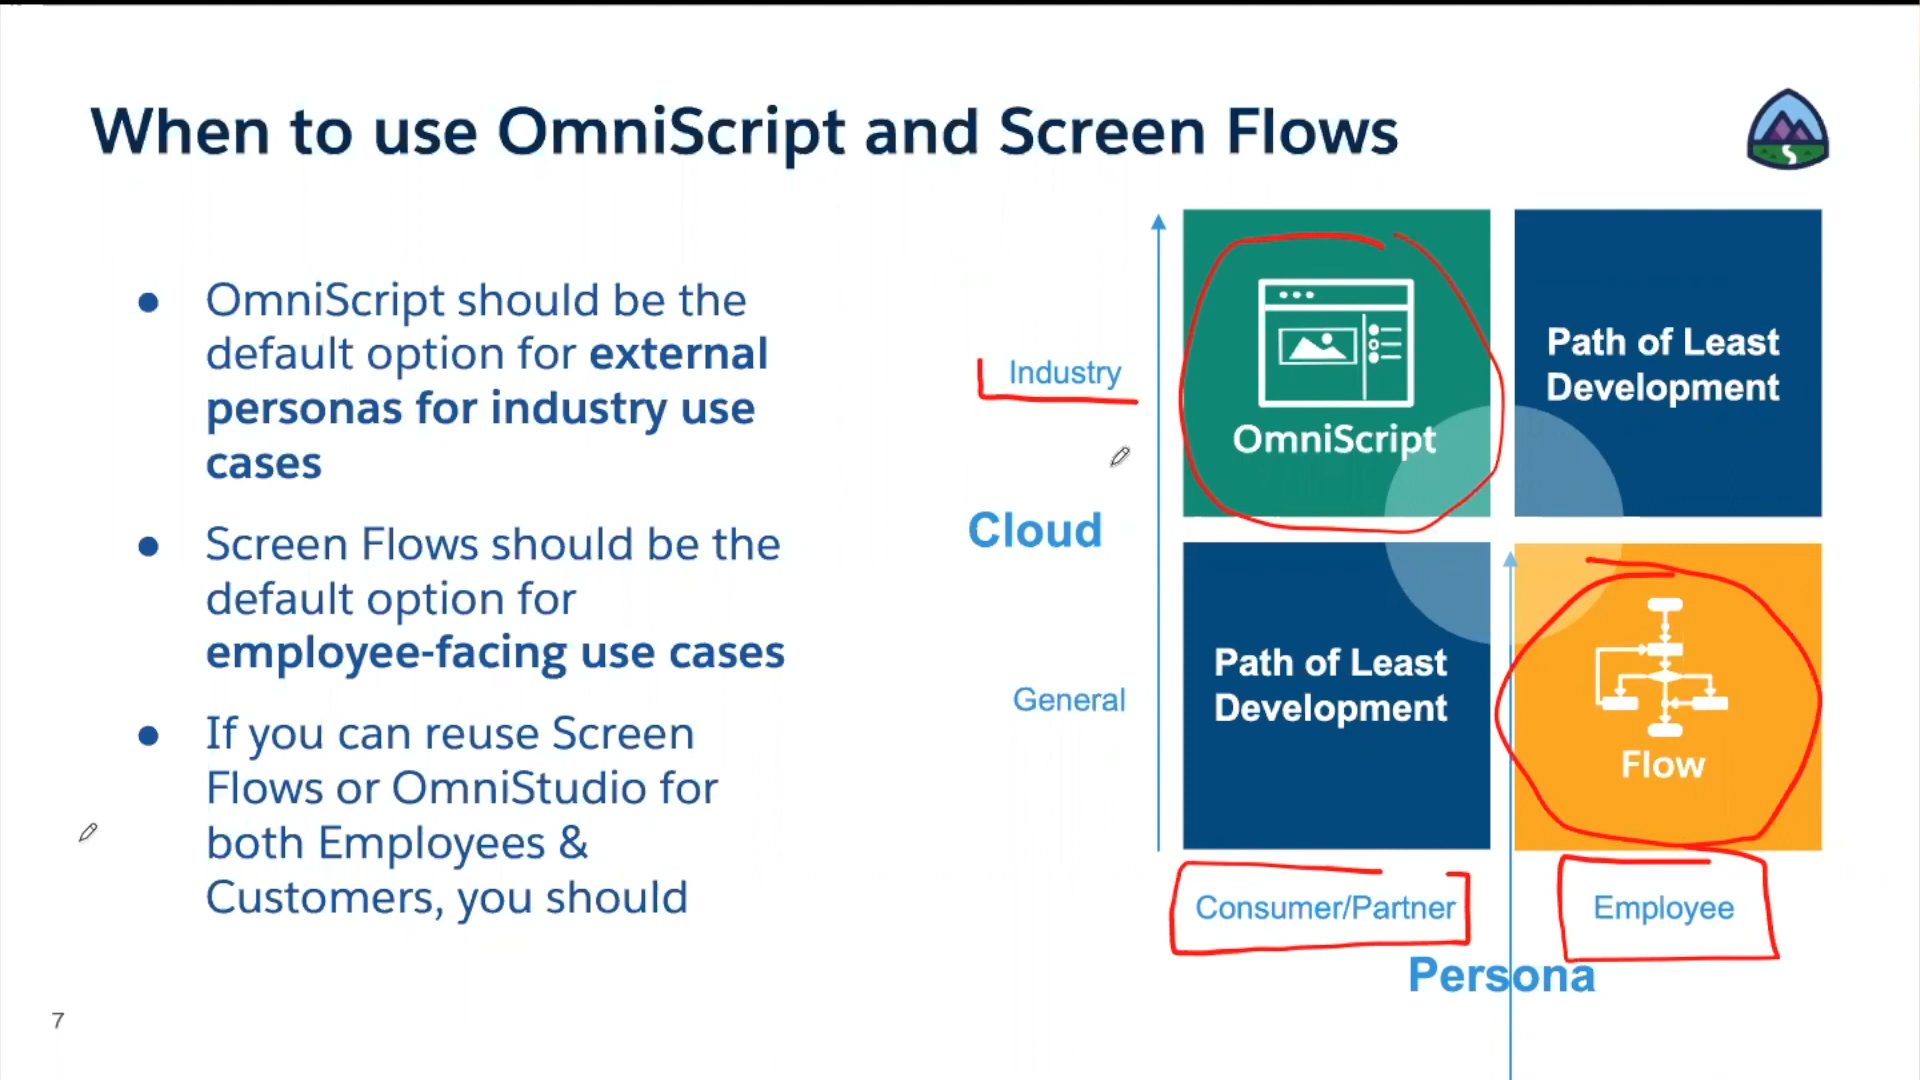 When to use OmniScript and Screen Flows
● OmniScript should be the
default option for external
personas for industry use
cases
● Screen Flows should be the
default option for
employee-facing use cases
● If you can reuse Screen
Flows or OmniStudio for
both Employees &
Customers, you should
7
Cloud
Industry
General
OmniScript
Path of Least
Development
Path of Least
Development
Flow
Consumer/Partner
Employee
Persona